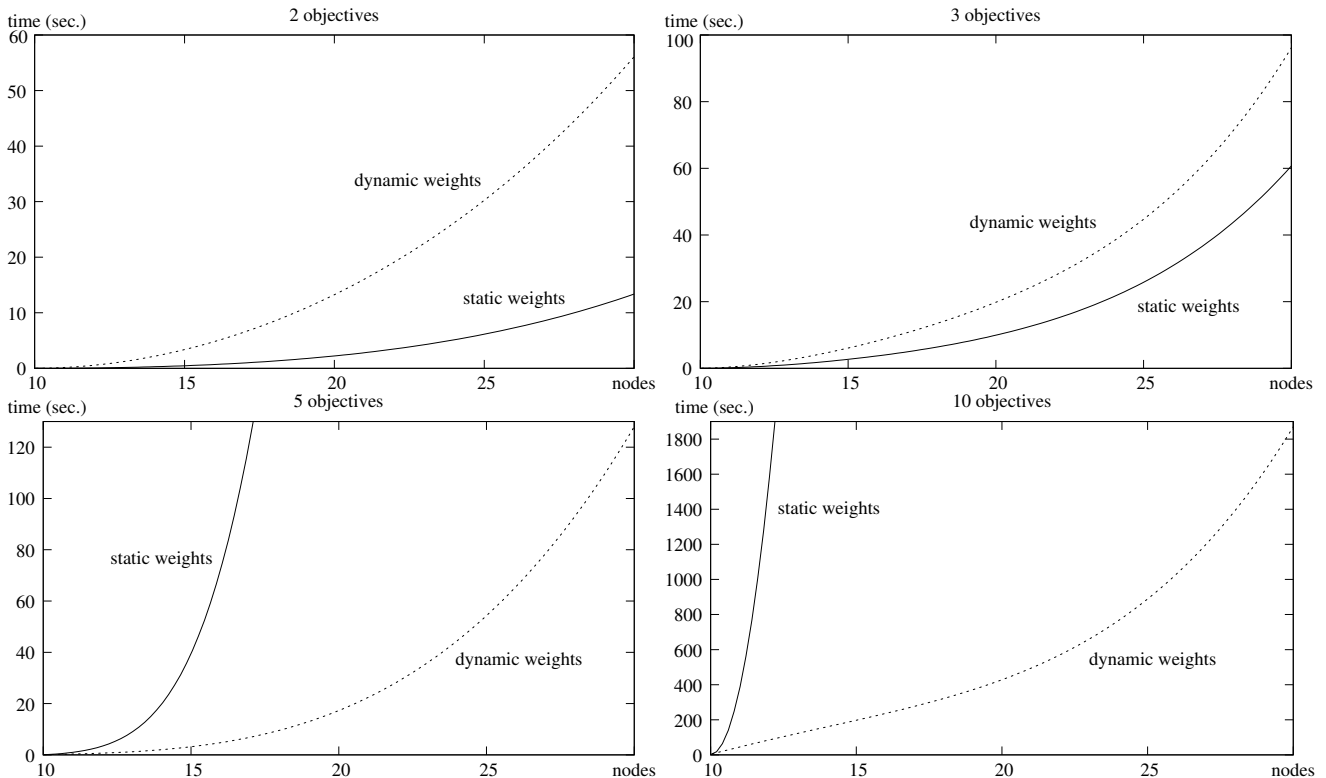 2 objectives
time (sec.)
60
50
40
30
20
10
0
dynamic weights
static weights
10
15
20
25
nodes
3 objectives
time (sec.)
100
80
60
40
20
0
dynamic weights
static weights
10
15
20
25
nodes
5 objectives
time (sec.)
120
100
80
60
40
20
0
static weights
dynamic weights
10
15
20
25
nodes
10 objectives
time (sec.)
1800
1600
1400
1200
1000
800
600
400
200
0
static weights
dynamic weights
10
15
20
25
nodes